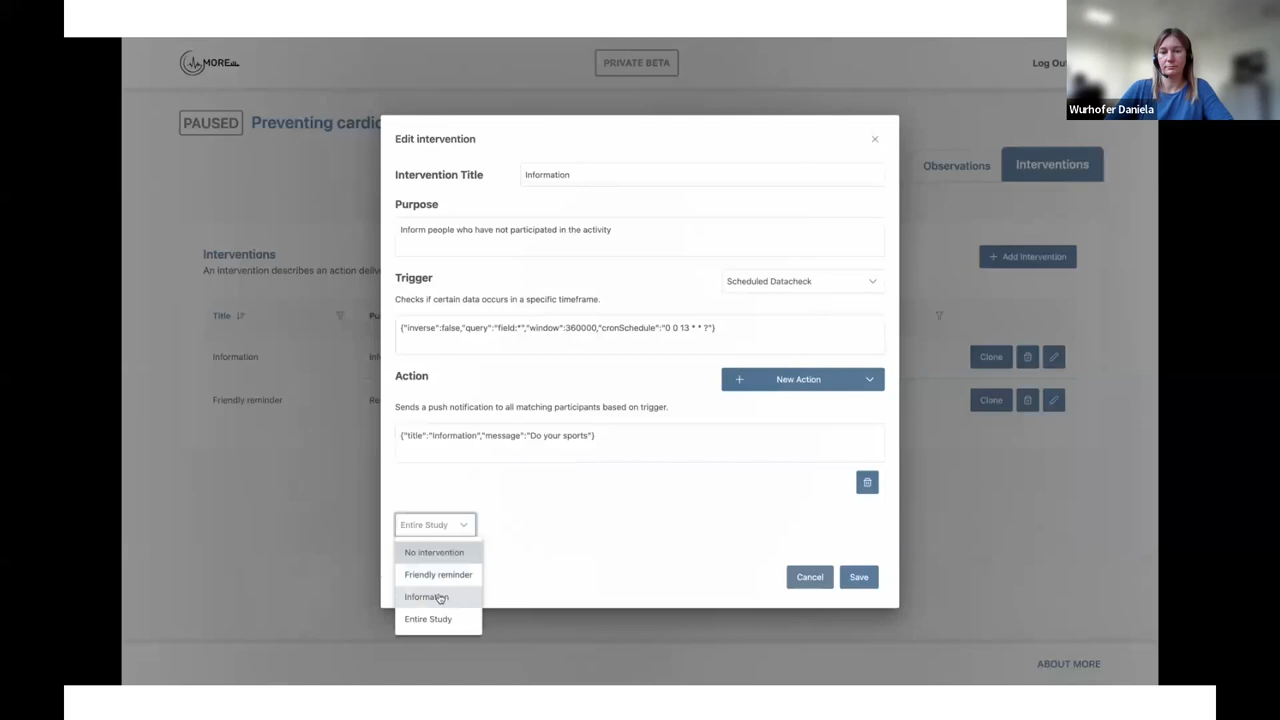 MORE
PRIVATE BETA
Log Out
Wurhofer Daniela
PAUSED
Preventing cardio
Observations
Interventions
Edit intervention
Intervention Title
Information
Purpose
Inform people who have not participated in the activity
Interventions
An intervention describes an action deliv
Add Intervention
Trigger
Scheduled Datacheck
Checks if certain data occurs in a specific timeframe.
Title
{"inverse":false,"query":"field:*","window":360000,"cronSchedule":"0 0 13 * * ?"}
Information
Clone
Action
New Action
Friendly reminder
Clone
Sends a push notification to all matching participants based on trigger.
{"title":"Information","message":"Do your sports"}
Entire Study
No intervention
Friendly reminder
Information
Entire Study
Cancel
Save
ABOUT MORE